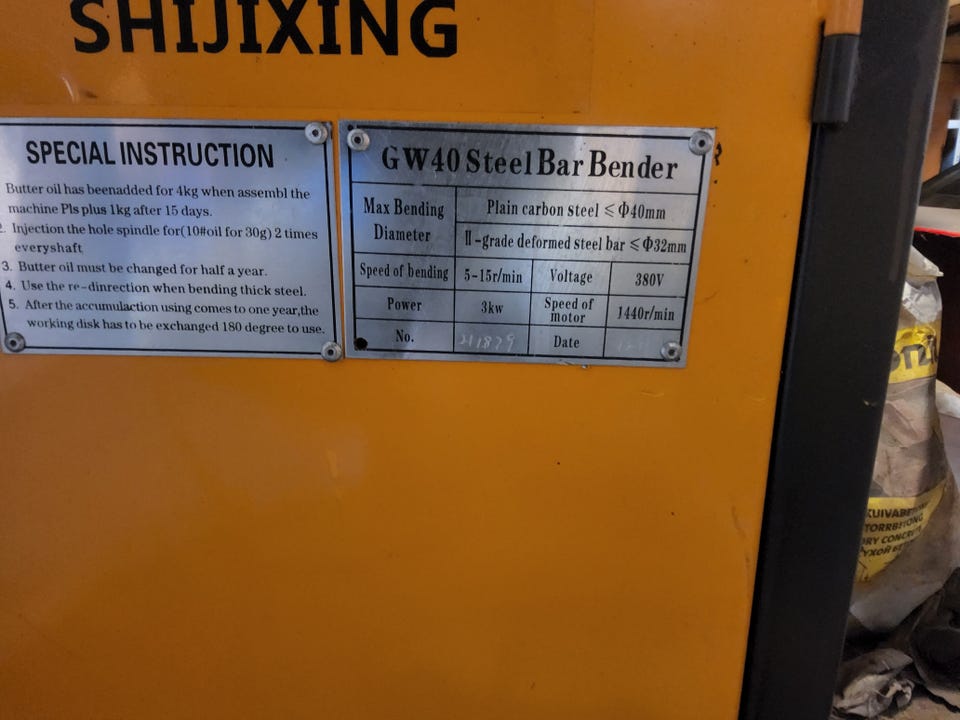 SHIJIXING
SPECIAL INSTRUCTION
Butter oil has beenadded for 4kg when assembl the
machine Pls plus 1kg after 15 days.
2. Injection the hole spindle for(10#oil for 30g) 2 times
everyshaft
3. Butter oil must be changed for half a year.
4. Use the re-dinrection when bending thick steel.
5. After the accumulaction using comes to one year,the
working disk has to be exchanged 180 degree to use.
GW40 Steel Bar Bender
Max Bending Diameter
Plain carbon steel ≤Φ40mm
II-grade deformed steel bar ≤Φ32mm
Speed of bending 5-15r/min Voltage 380V
Power 3kw Speed of motor 1440r/min
No. 211829 Date
KUIVABET
TORRBETONG
DRY CONCRETE